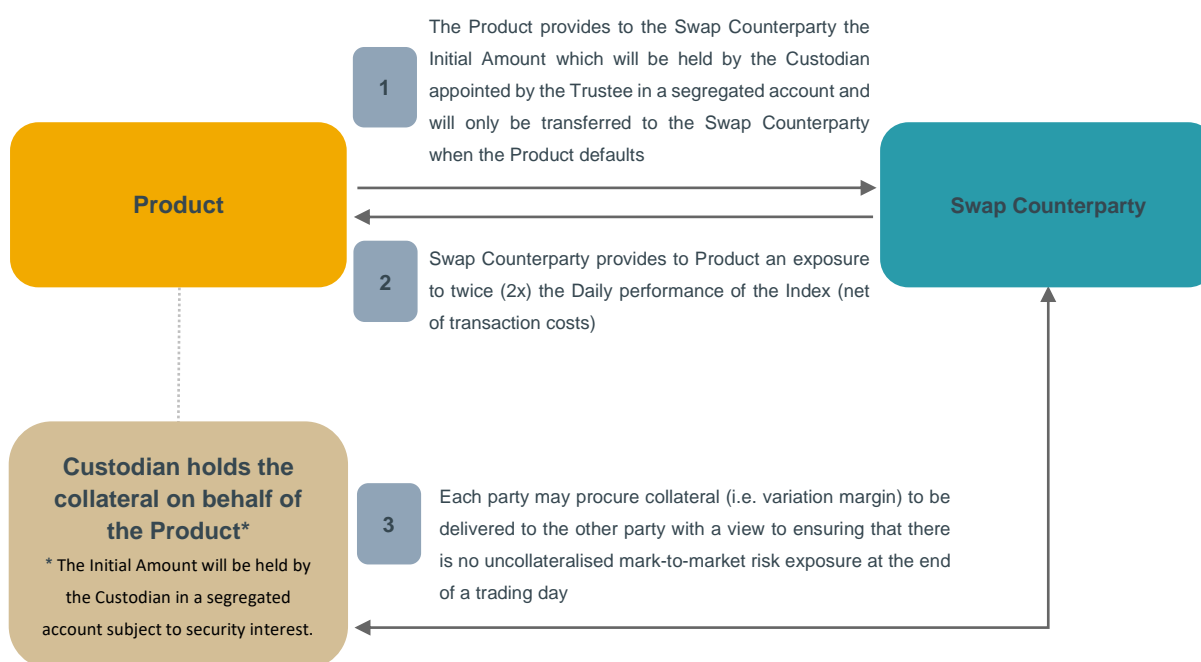 The Product provides to the Swap Counterparty the
Initial Amount which will be held by the Custodian
1
appointed by the Trustee in a segregated account and
will only be transferred to the Swap Counterparty
when the Product defaults
Product
Swap Counterparty
2
Swap Counterparty provides to Product an exposure
to twice (2x) the Daily performance of the Index (net
of transaction costs)
Custodian holds the
collateral on behalf of
the Product*
* The Initial Amount will be held by
the Custodian in a segregated
account subject to security interest.
3
Each party may procure collateral (i.e. variation margin) to be
delivered to the other party with a view to ensuring that there
is no uncollateralised mark-to-market risk exposure at the end
of a trading day